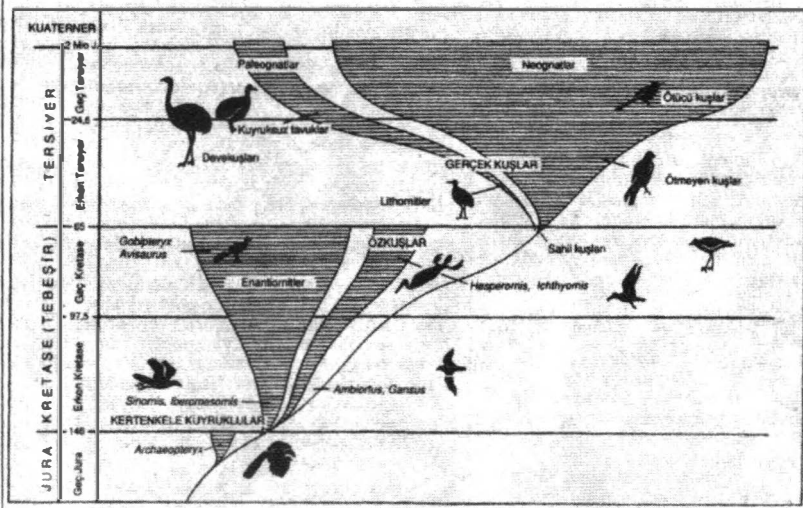 KUATERNER
2 Mio J.
Paleognatlar
Neognatlar
TERSİYER
Geç Tersiyer
Ötücü kuşlar
24,6
Kuyruksuz tavuklar
Devekuşları
GERÇEK KUŞLAR
Ötmeyen kuşlar
Erken Tersiyer
Lithornitler
65
Sahil kuşları
Gobipteryx
Avisaurus
ÖZKUŞLAR
KRETASE (TEBEŞİR)
Geç Kretase
Enantiornitler
Hesperornis, Ichthyornis
97,5
Erken Kretase
Ambiortus, Gansus
Sinornis, Iberomesornis
KERTENKELE KUYRUKLULAR
Archaeopteryx
JURA
Geç Jura